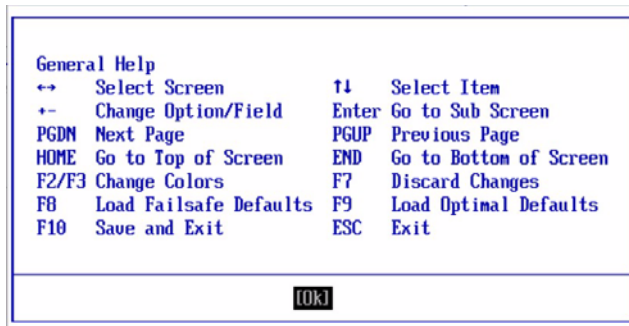 General Help
↔ Select Screen ↑↓ Select Item
+- Change Option/Field Enter Go to Sub Screen
PGDN Next Page PGUP Previous Page
HOME Go to Top of Screen END Go to Bottom of Screen
F2/F3 Change Colors F7 Discard Changes
F8 Load Failsafe Defaults F9 Load Optimal Defaults
F10 Save and Exit ESC Exit
[Ok]